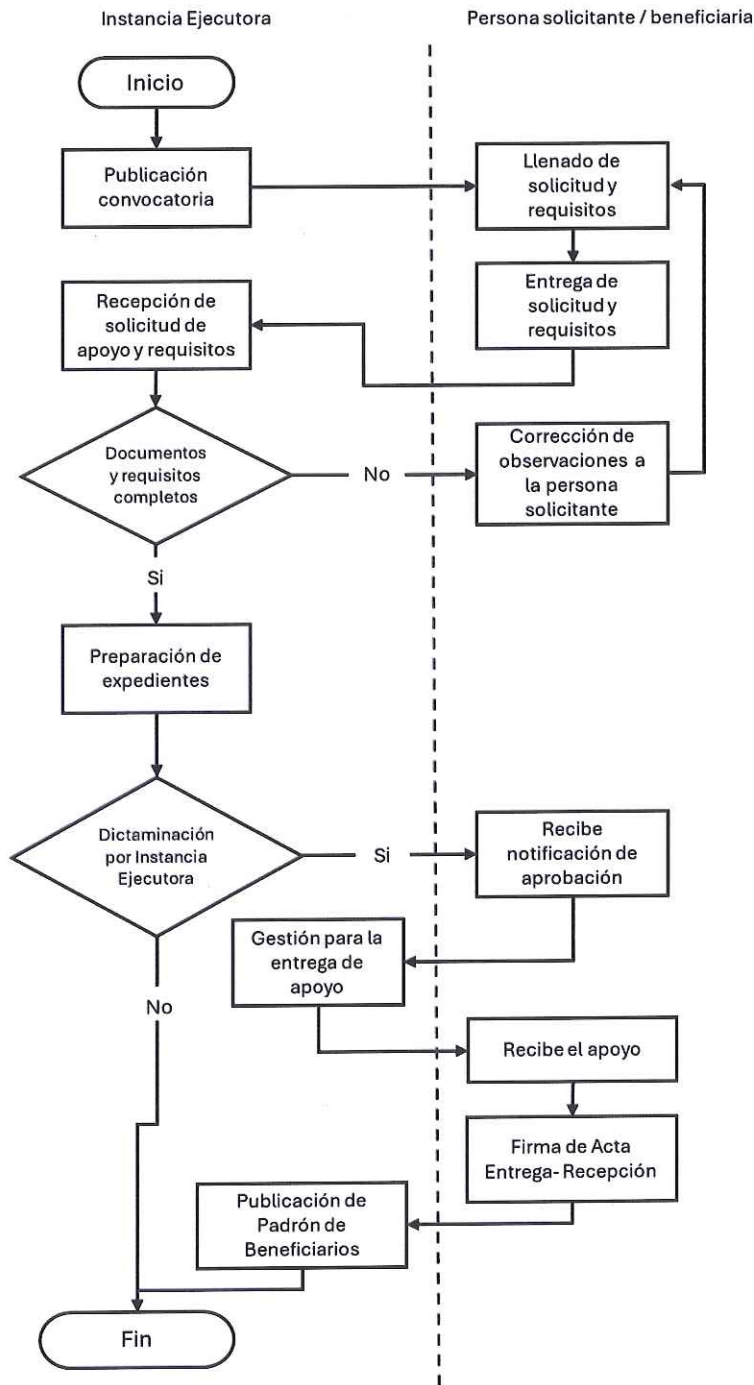 Instancia Ejecutora
Persona solicitante / beneficiaria
Inicio
Publicación
convocatoria
Llenado de
solicitud y
requisitos
Entrega de
solicitud y
requisitos
Recepción de
solicitud de
apoyo y requisitos
Documentos
y requisitos
completos
No
Corrección de
observaciones a
la persona
solicitante
Si
Preparación de
expedientes
Dictaminación
por Instancia
Ejecutora
Si
Recibe
notificación de
aprobación
Gestión para la
entrega de
apoyo
No
Recibe el apoyo
Firma de Acta
Entrega- Recepción
Publicación de
Padrón de
Beneficiarios
Fin